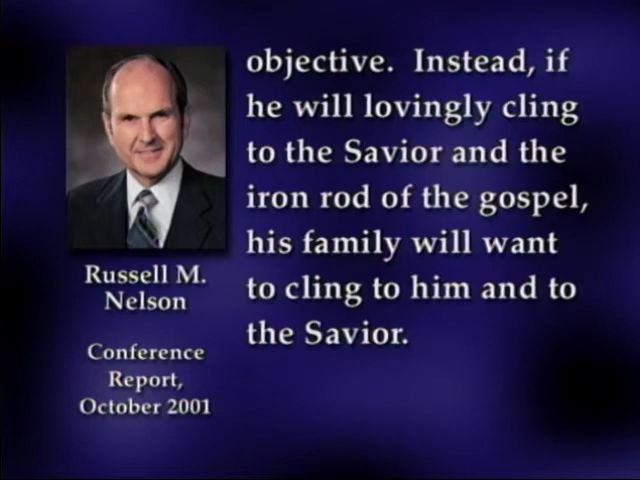 objective. Instead, if
he will lovingly cling
to the Savior and the
iron rod of the gospel,
his family will want
to cling to him and to
the Savior.
Russell M.
Nelson
Conference
Report,
October 2001